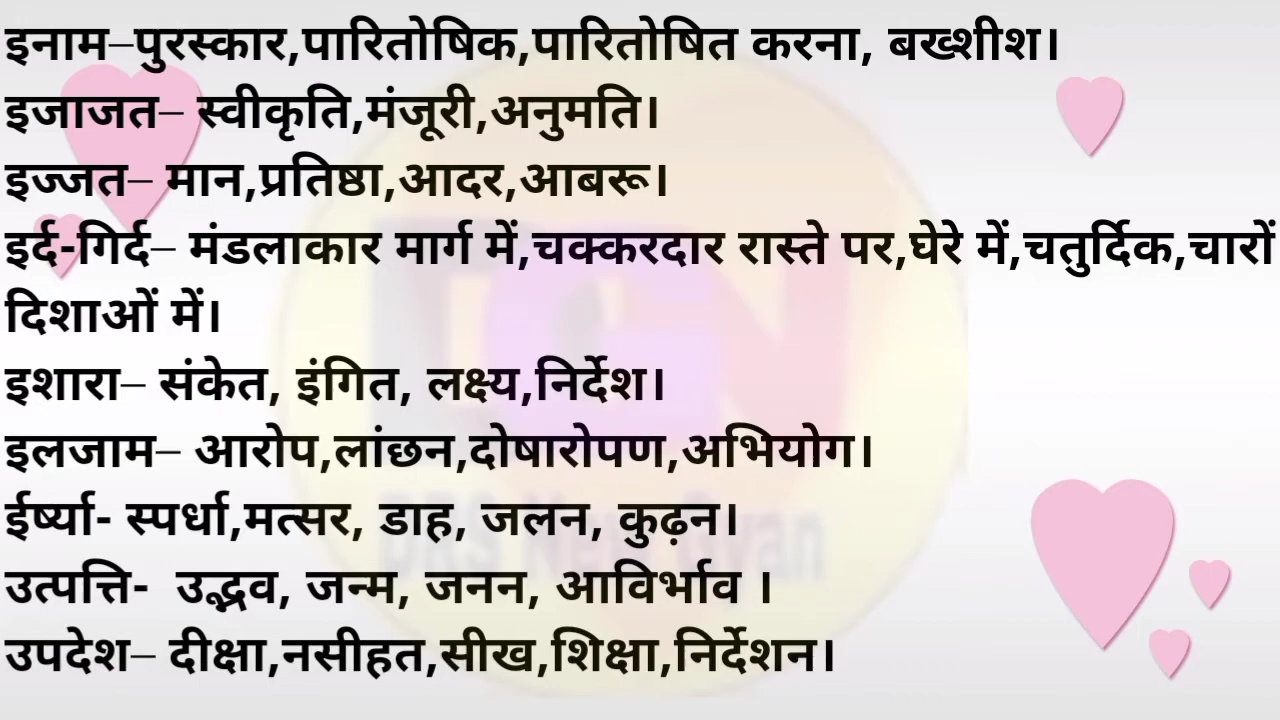 इनाम–पुरस्कार,पारितोषिक,पारितोषित करना, बख्शीश।
इजाजत– स्वीकृति,मंजूरी,अनुमति।
इज्जत– मान,प्रतिष्ठा,आदर,आबरू।
इर्द-गिर्द– मंडलाकार मार्ग में,चक्करदार रास्ते पर,घेरे में,चतुर्दिक,चारों
दिशाओं में।
इशारा– संकेत, इंगित, लक्ष्य,निर्देश।
इलजाम– आरोप,लांछन,दोषारोपण,अभियोग।
ईर्ष्या- स्पर्धा,मत्सर, डाह, जलन, कुढ़न।
उत्पत्ति-  उद्भव, जन्म, जनन, आविर्भाव ।
उपदेश– दीक्षा,नसीहत,सीख,शिक्षा,निर्देशन।